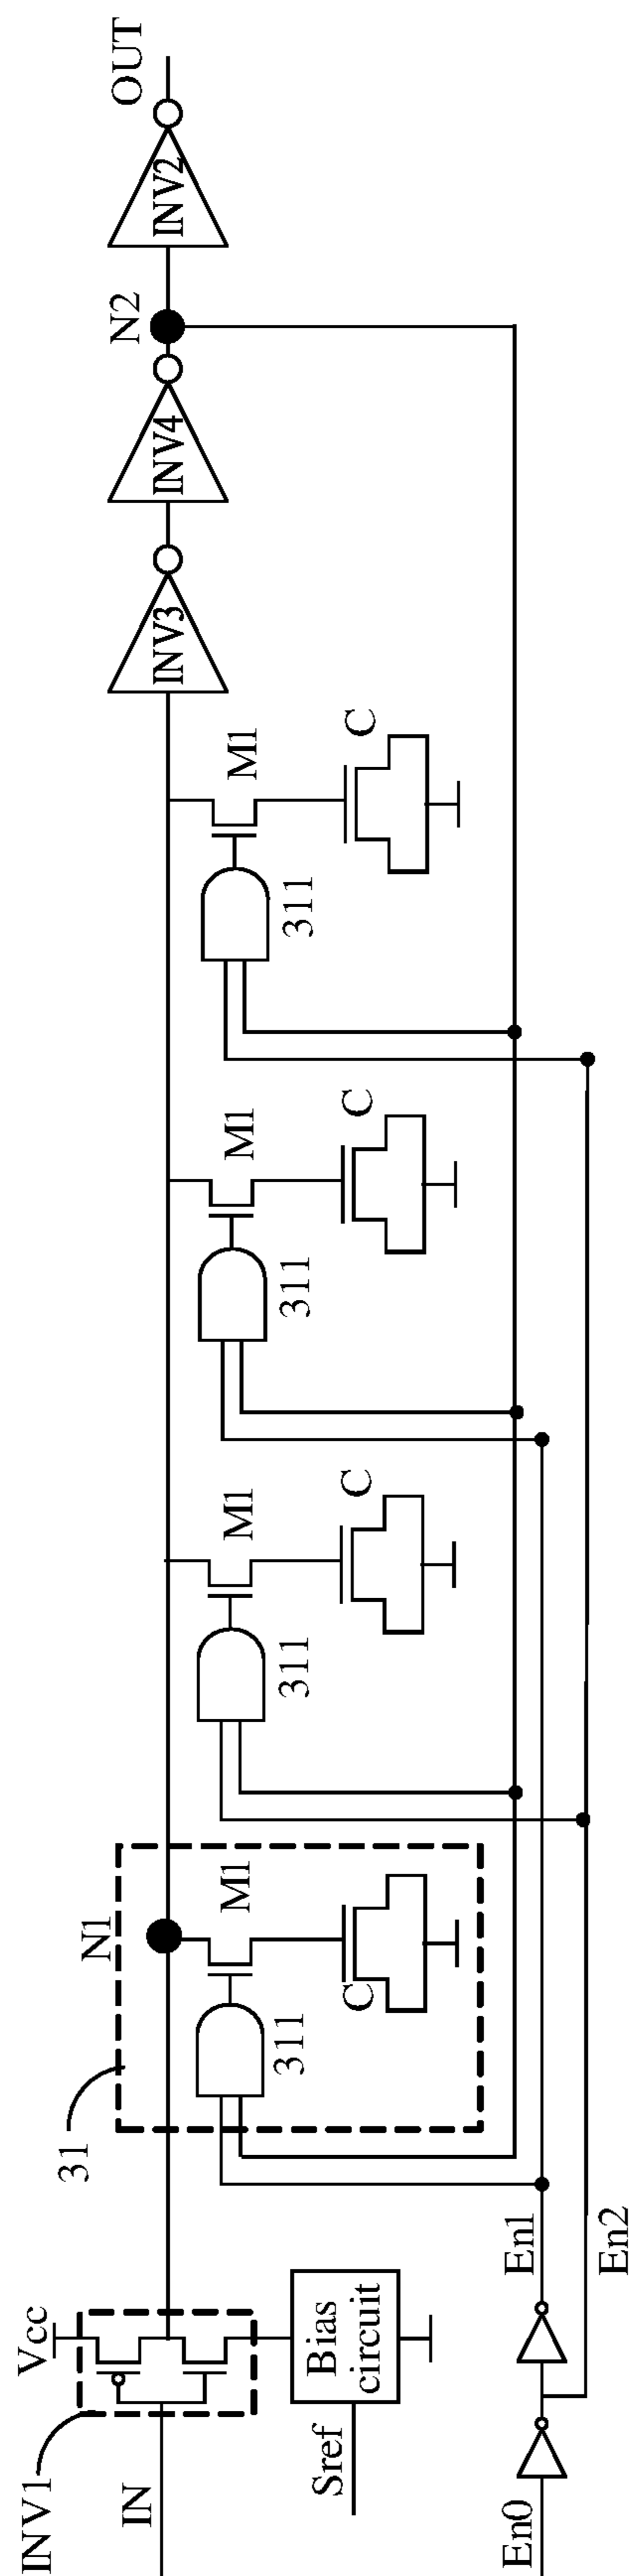 INV1
Vcc
IN
Sref
Bias
circuit
En0
En1
En2
31
N1
311
M1
C
311
M1
C
311
M1
C
311
M1
C
INV3
INV4
N2
INV2
OUT